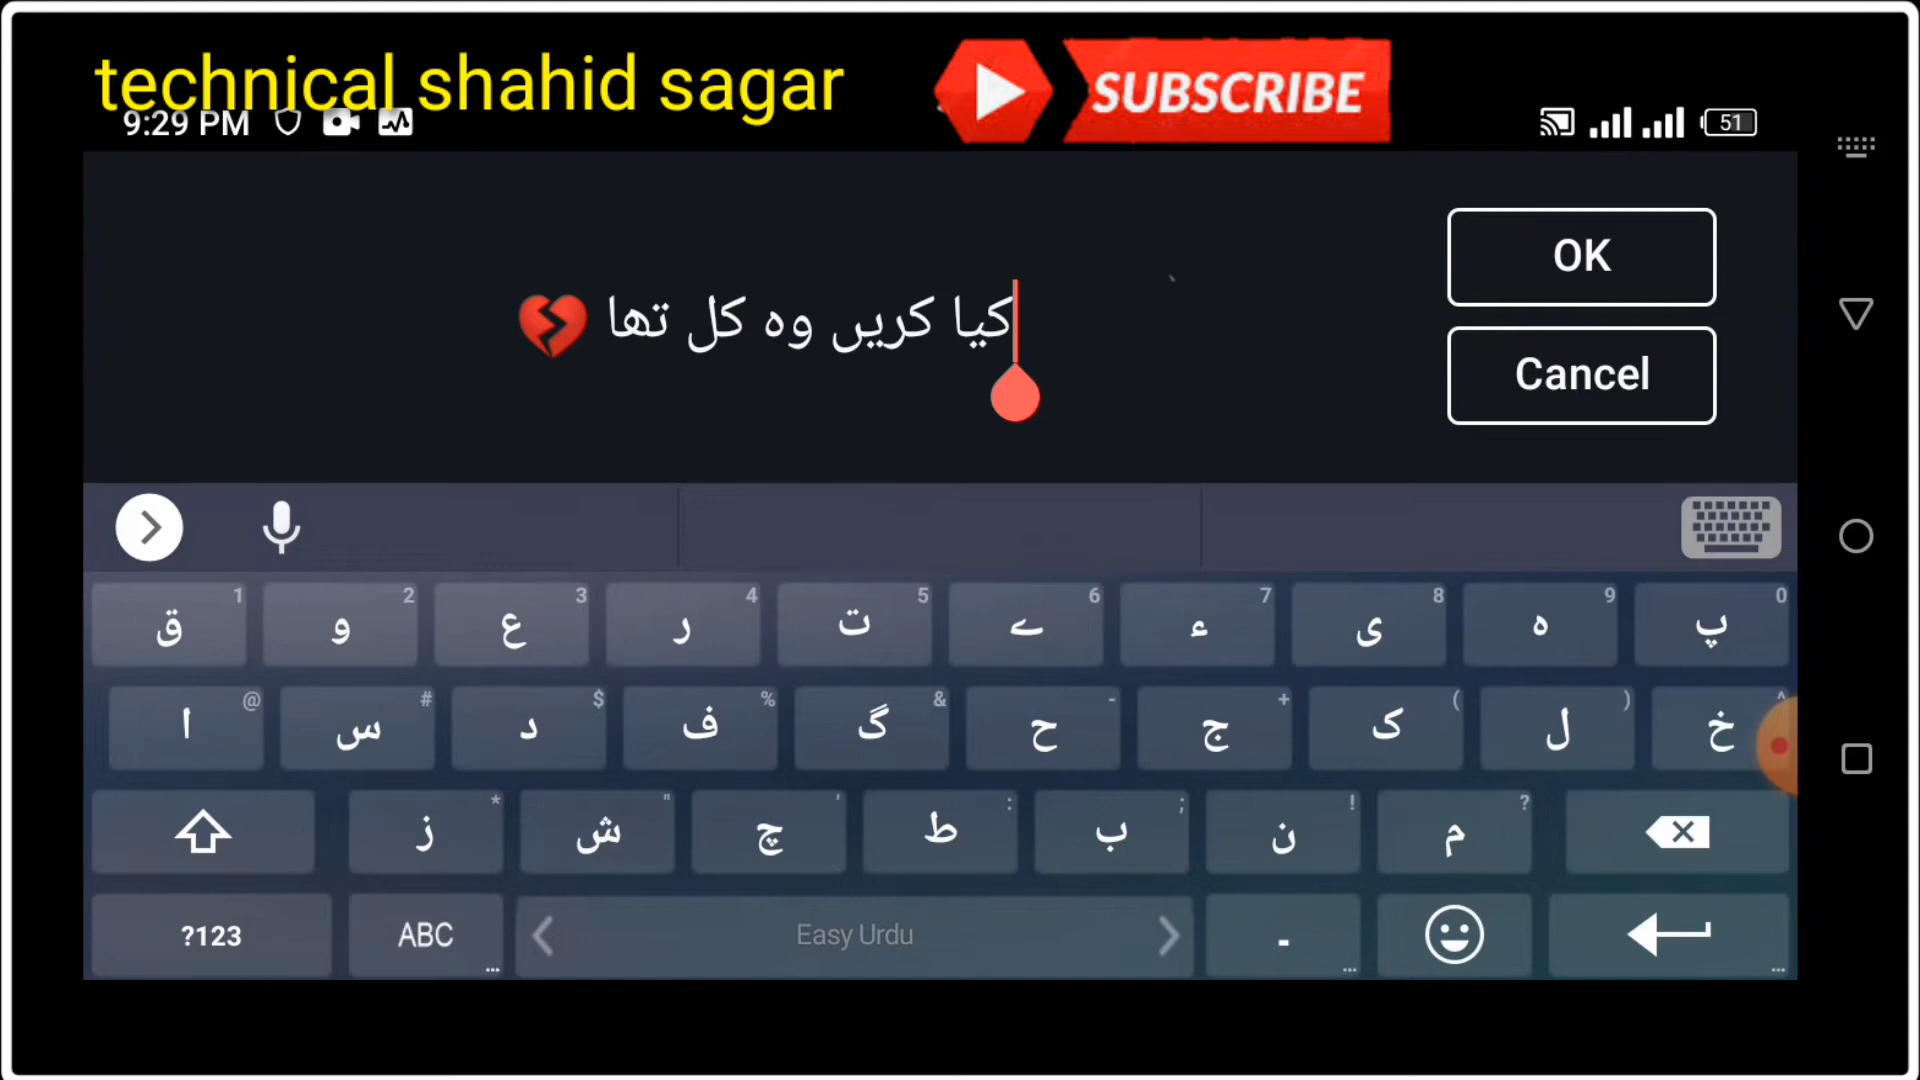 technical shahid sagar
SUBSCRIBE
9:29 PM
51
OK
کیا کریں وہ کل تھا 💔
Cancel
1 2 3 4 5 6 7 8 9 0
ق و ع ر ت ے ء ی ہ پ
@ # $ % & - + ( ) ^
ا س د ف گ ح ج ک ل خ
* " ' : ; ! ?
ز ش چ ط ب ن م
?123 ABC Easy Urdu -